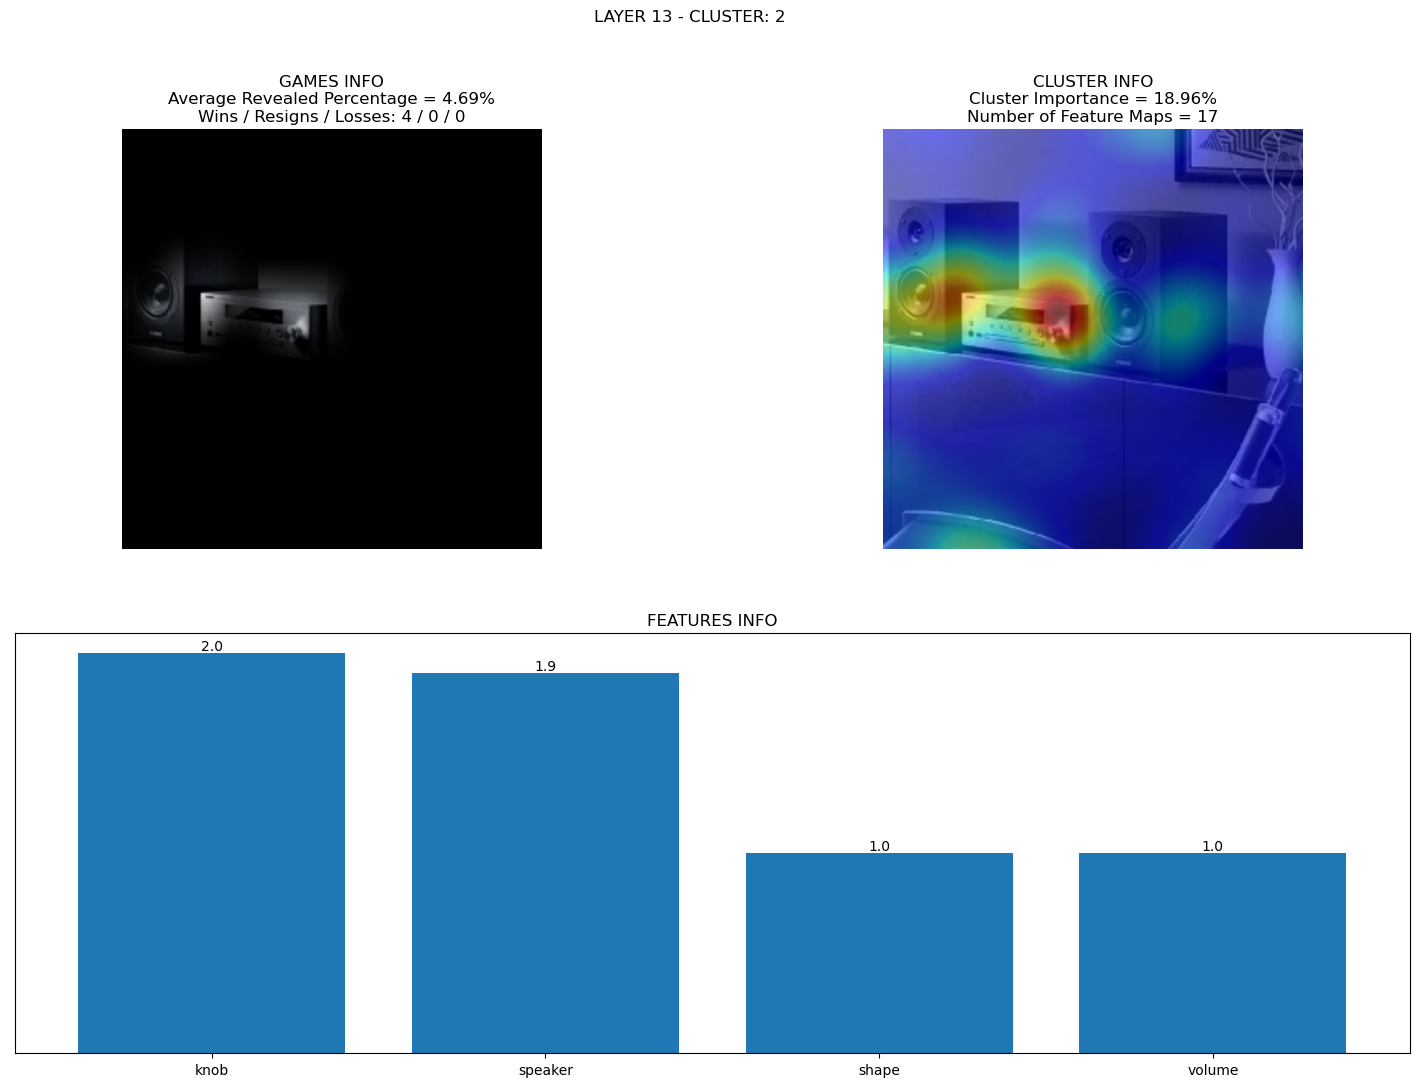 LAYER 13 - CLUSTER: 2
GAMES INFO
Average Revealed Percentage = 4.69%
Wins / Resigns / Losses: 4 / 0 / 0
CLUSTER INFO
Cluster Importance = 18.96%
Number of Feature Maps = 17
FEATURES INFO
2.0
1.9
1.0
1.0
knob
speaker
shape
volume